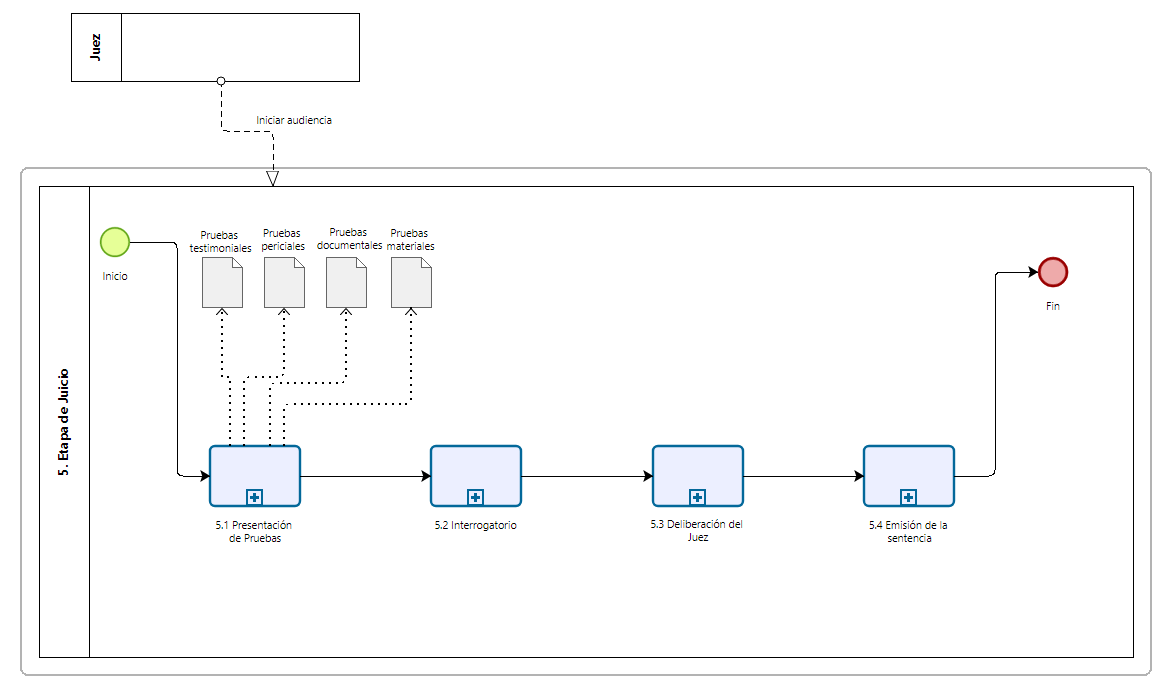 Juez
Iniciar audiencia
5. Etapa de Juicio
Inicio
Pruebas
testimoniales
Pruebas
periciales
Pruebas
documentales
Pruebas
materiales
Fin
5.1 Presentación
de Pruebas
5.2 Interrogatorio
5.3 Deliberación del
Juez
5.4 Emisión de la
sentencia